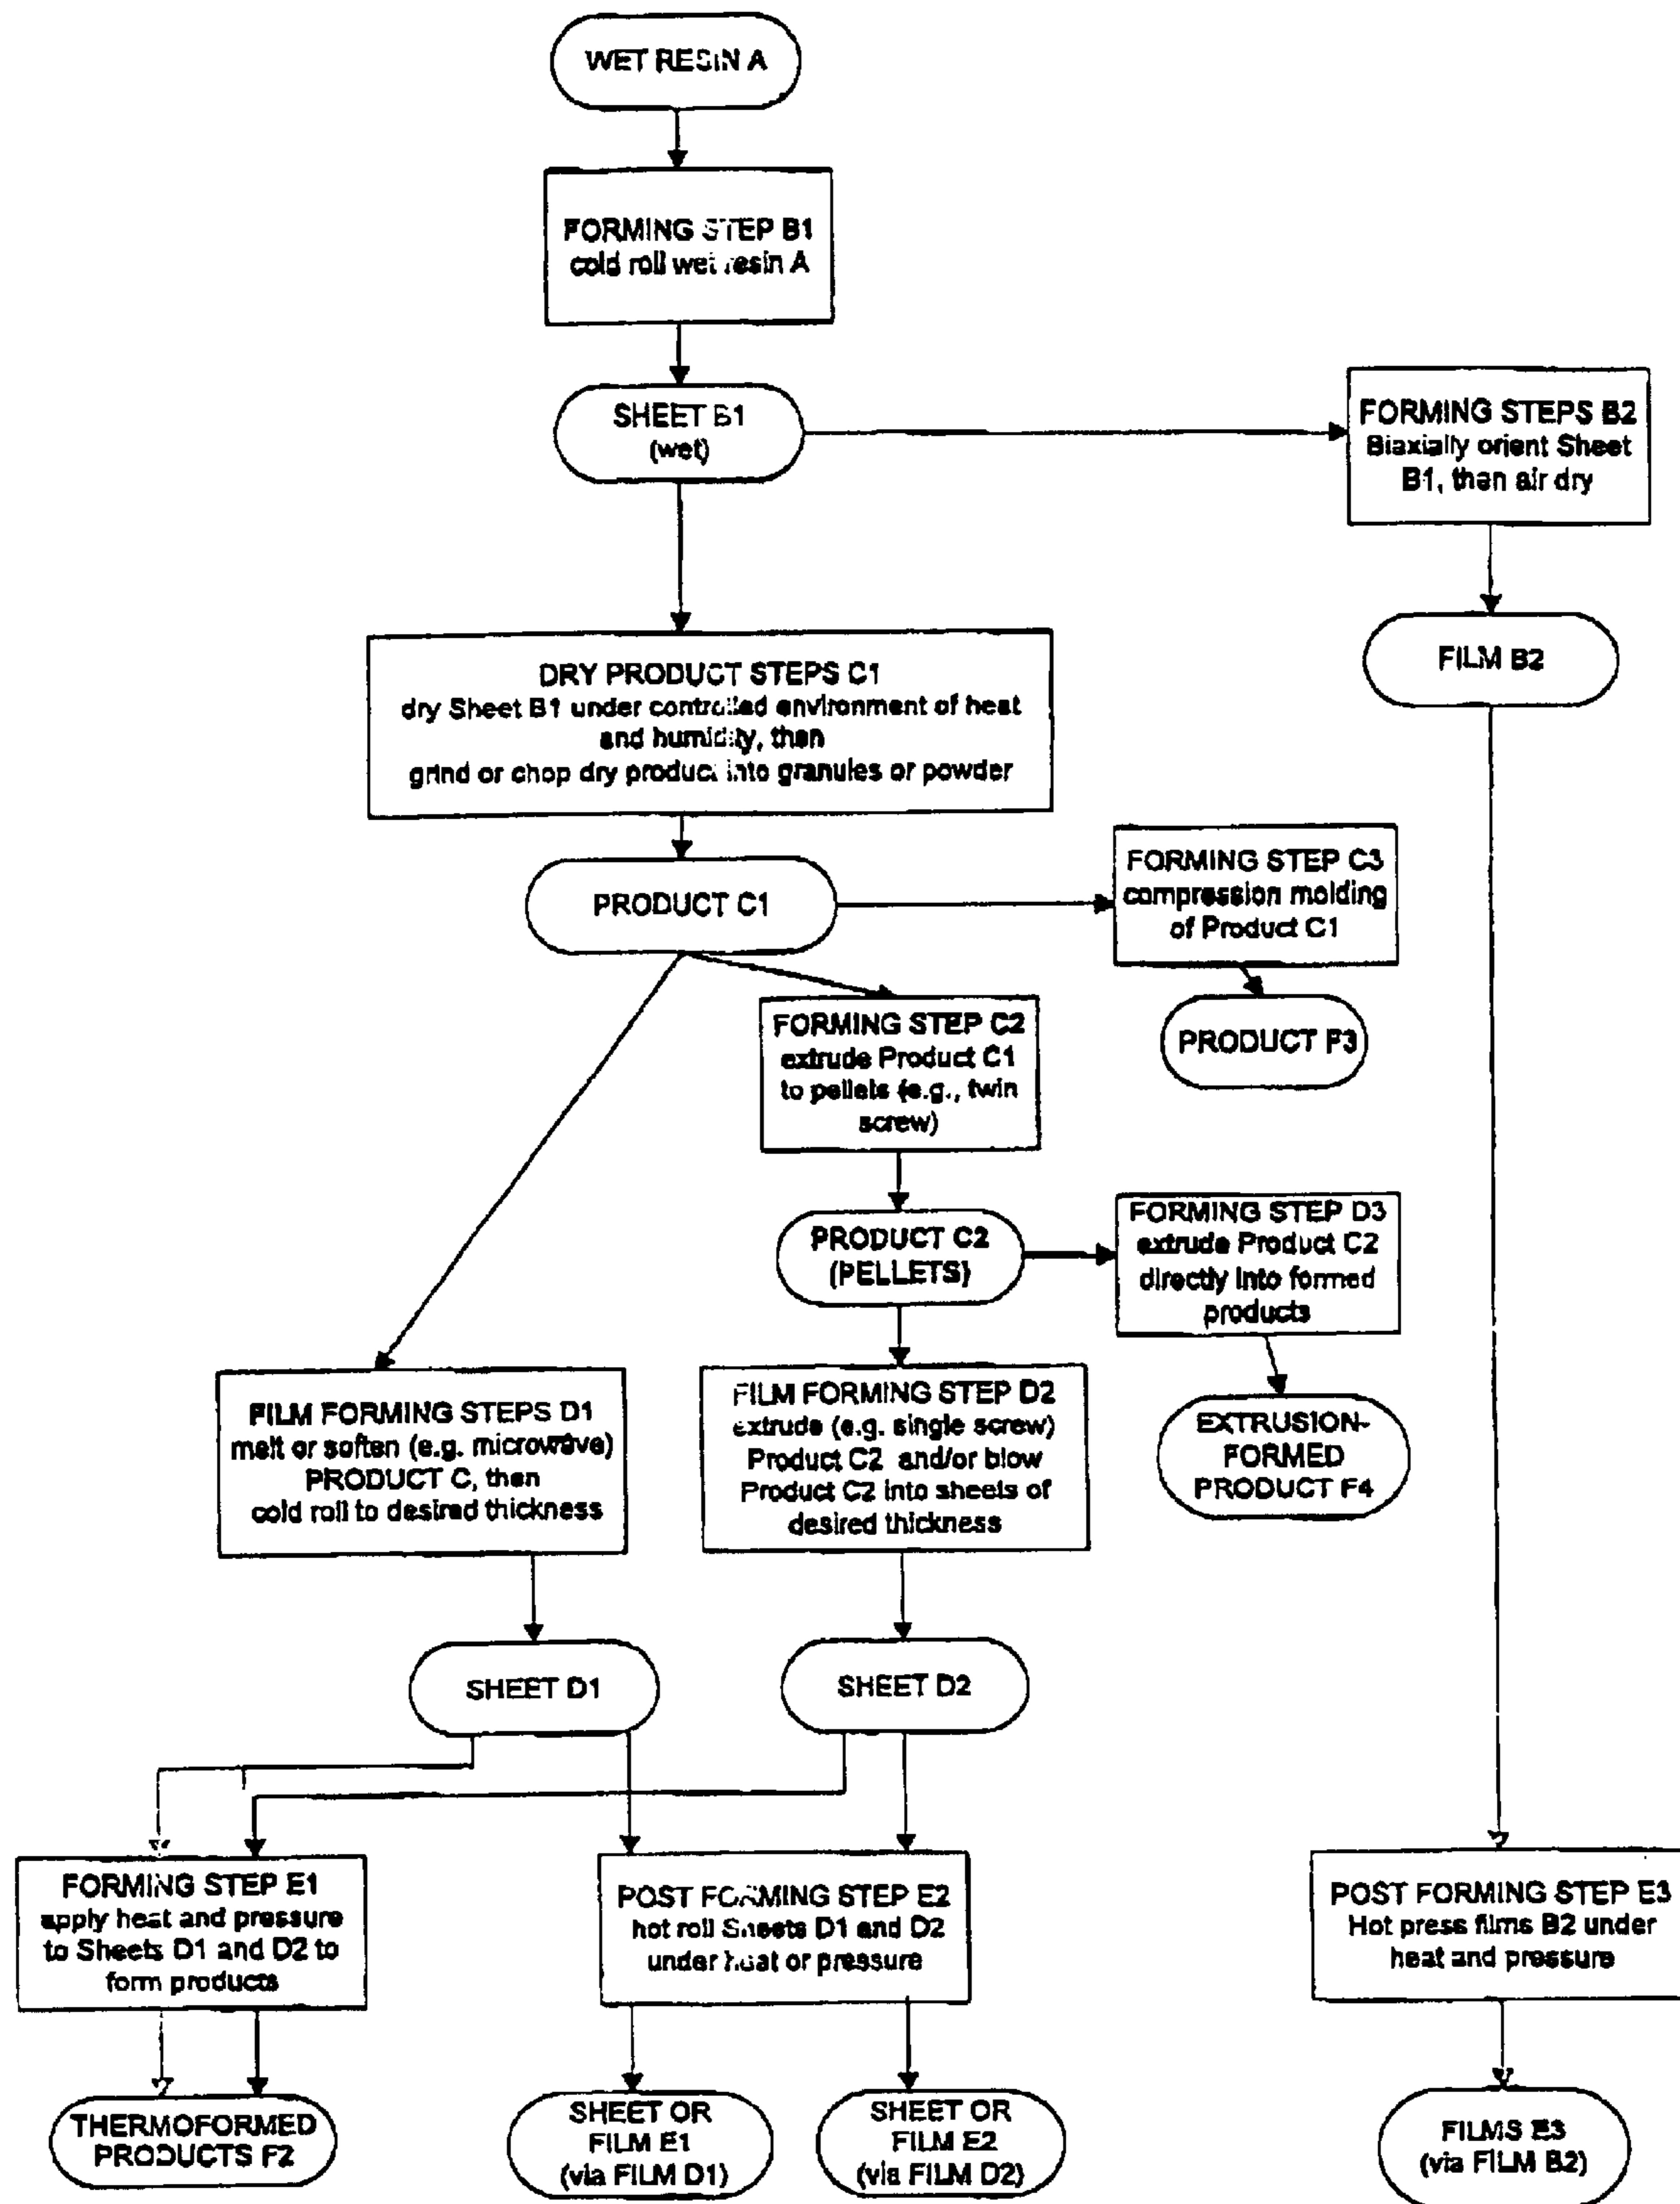 WET RESIN A
FORMING STEP B1
cold roll wet resin A
SHEET B1
(wet)
FORMING STEPS B2
Biaxially orient Sheet
B1, then air dry
FILM B2
DRY PRODUCT STEPS C1
dry Sheet B1 under controlled environment of heat
and humidity, then
grind or chop dry product into granules or powder
PRODUCT C1
FORMING STEP C3
compression molding
of Product C1
PRODUCT F3
FORMING STEP C2
extrude Product C1
to pellets (e.g., twin
screw)
PRODUCT C2
(PELLETS)
FORMING STEP D3
extrude Product C2
directly into formed
products
EXTRUSION-
FORMED
PRODUCT F4
FILM FORMING STEPS D1
melt or soften (e.g. microwave)
PRODUCT C, then
cold roll to desired thickness
FILM FORMING STEP D2
extrude (e.g. single screw)
Product C2 and/or blow
Product C2 into sheets of
desired thickness
SHEET D1
SHEET D2
FORMING STEP E1
apply heat and pressure
to Sheets D1 and D2 to
form products
POST FORMING STEP E2
hot roll Sheets D1 and D2
under heat or pressure
POST FORMING STEP E3
Hot press films B2 under
heat and pressure
THERMOFORMED
PRODUCTS F2
SHEET OR
FILM E1
(via FILM D1)
SHEET OR
FILM E2
(via FILM D2)
FILMS E3
(via FILM B2)